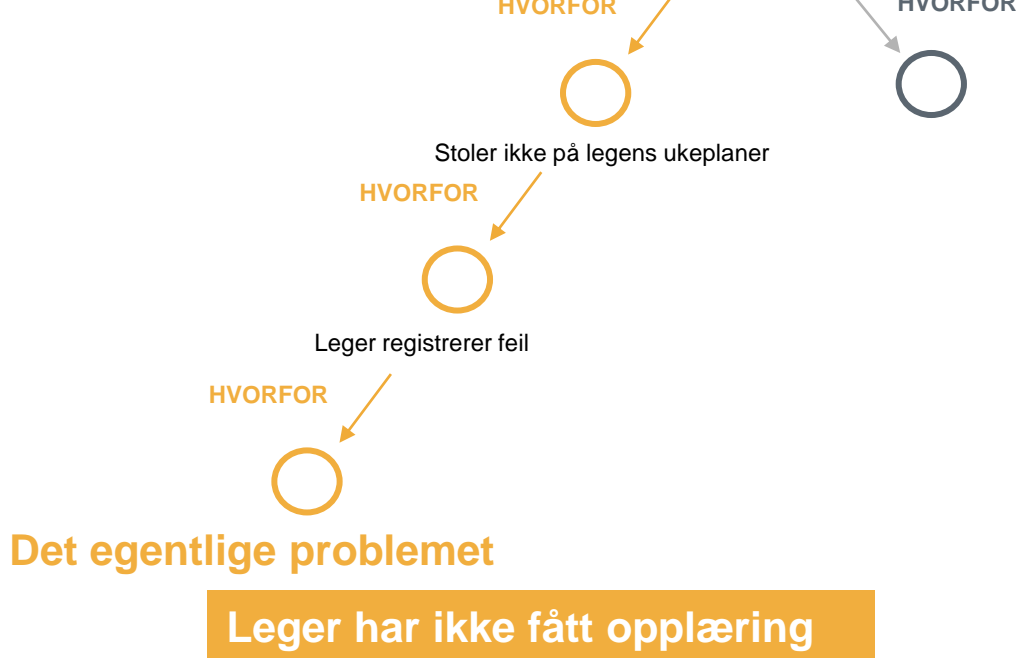 HVORFOR
HVORFOR
Stoler ikke på legens ukeplaner
HVORFOR
Leger registrerer feil
HVORFOR
Det egentlige problemet
Leger har ikke fått opplæring